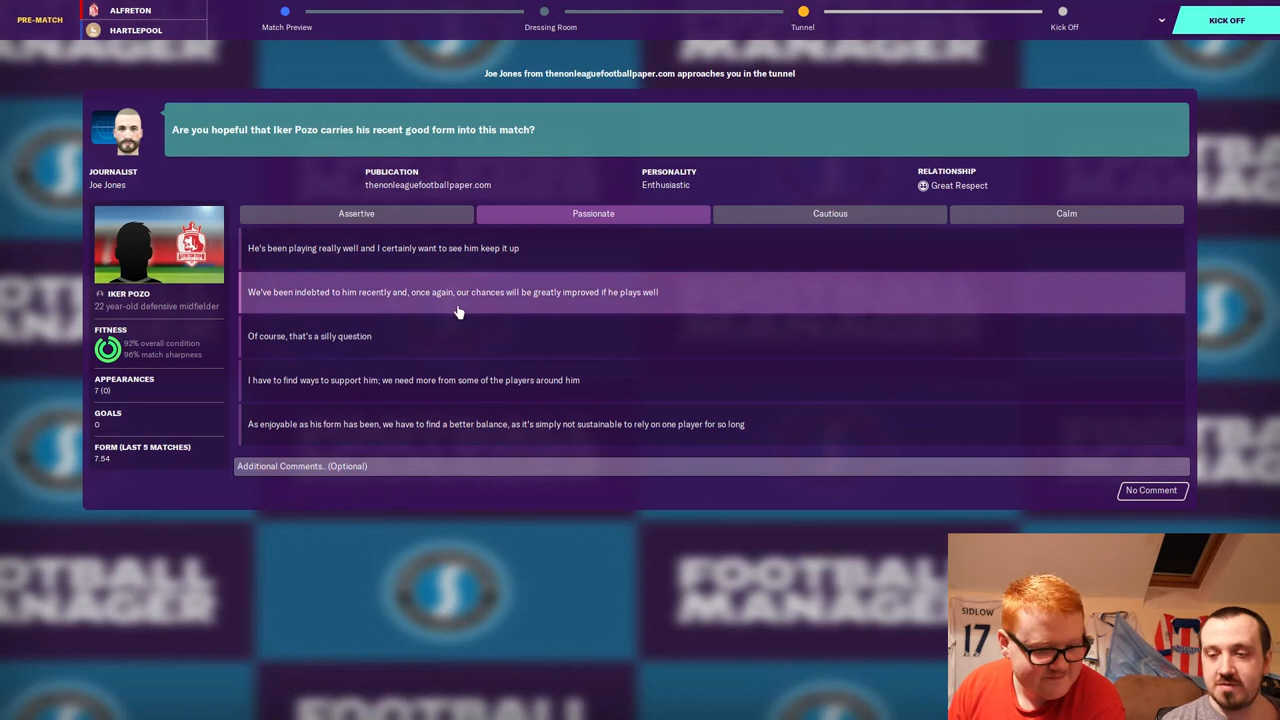 PRE-MATCH
ALFRETON
HARTLEPOOL
Match Preview
Dressing Room
Tunnel
Kick Off
KICK OFF
Joe Jones from thenonleaguefootballpaper.com approaches you in the tunnel
Are you hopeful that Iker Pozo carries his recent good form into this match?
JOURNALIST
Joe Jones
PUBLICATION
thenonleaguefootballpaper.com
PERSONALITY
Enthusiastic
RELATIONSHIP
Great Respect
Assertive
Passionate
Cautious
Calm
He's been playing really well and I certainly want to see him keep it up
We've been indebted to him recently and, once again, our chances will be greatly improved if he plays well
Of course, that's a silly question
I have to find ways to support him; we need more from some of the players around him
As enjoyable as his form has been, we have to find a better balance, as it's simply not sustainable to rely on one player for so long
IKER POZO
22 year-old defensive midfielder
FITNESS
92% overall condition
96% match sharpness
APPEARANCES
7 (0)
GOALS
0
FORM (LAST 5 MATCHES)
7.54
Additional Comments.. (Optional)
No Comment
FOOTBALL
MANAGER
FOOTBALL
MANAGER
SIDLOW
17